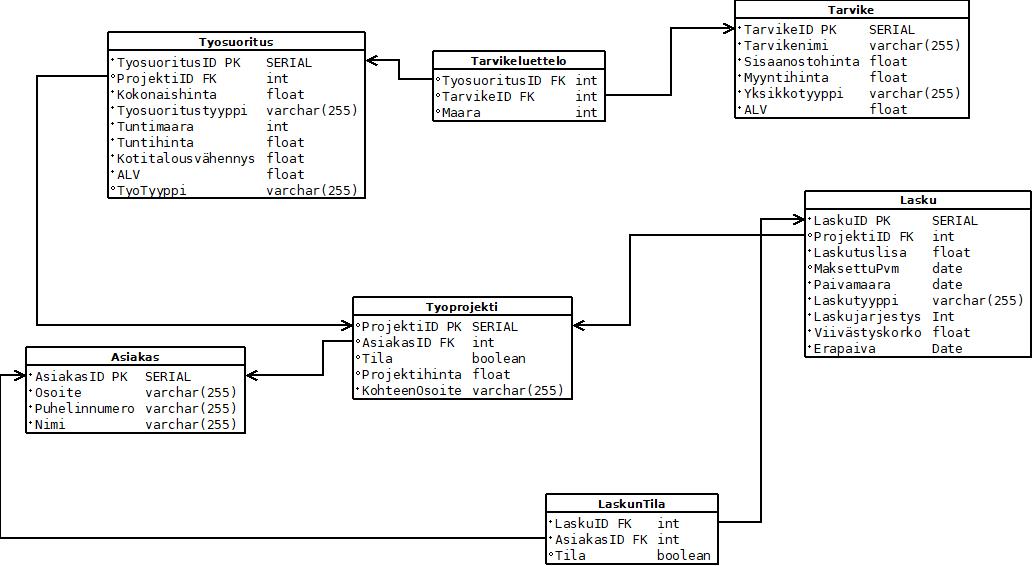 Tyosuoritus
TyosuoritusID PK SERIAL
ProjektiID FK int
Kokonaishinta float
Tyosuoritustyyppi varchar(255)
Tuntimaara int
Tuntihinta float
Kotitalousvähennys float
ALV float
TyoTyyppi varchar(255)
Tarvikeluettelo
TyosuoritusID FK int
TarvikeID FK int
Maara int
Tarvike
TarvikeID PK SERIAL
Tarvikenimi varchar(255)
Sisaanostohinta float
Myyntihinta float
Yksikkotyyppi varchar(255)
ALV float
Lasku
LaskuID PK SERIAL
ProjektiID FK int
Laskutuslisa float
MaksettuPvm date
Paivamaara date
Laskutyyppi varchar(255)
Laskujarjestys Int
Viivästyskorko float
Erapaiva Date
Tyoprojekti
ProjektiID PK SERIAL
AsiakasID FK int
Tila boolean
Projektihinta float
KohteenOsoite varchar(255)
Asiakas
AsiakasID PK SERIAL
Osoite varchar(255)
Puhelinnumero varchar(255)
Nimi varchar(255)
LaskunTila
LaskuID FK int
AsiakasID FK int
Tila boolean